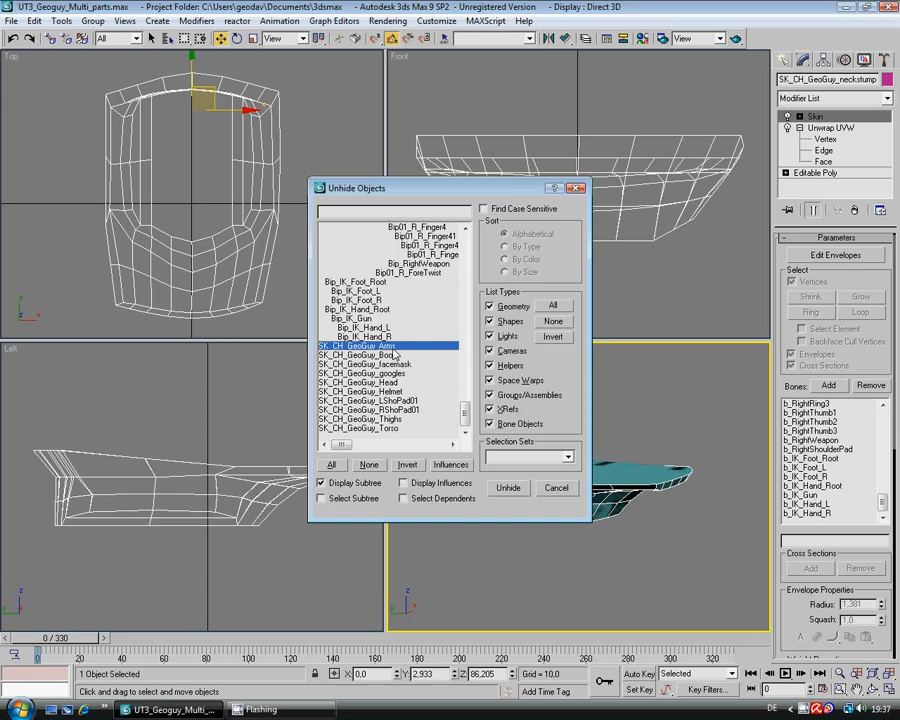 UT3_Geoguy_Multi_parts.max - Project Folder: C:\Users\geodav\Documents\3dsmax - Autodesk 3ds Max 9 SP2 - Unregistered Version - Display : Direct 3D
File Edit Tools Group Views Create Modifiers reactor Animation Graph Editors Rendering Customize MAXScript Help
All View View
Top
Front
Left
SK_CH_GeoGuy_neckstump
Modifier List
Skin
Unwrap UVW
Vertex
Edge
Face
Editable Poly
Unhide Objects
Find Case Sensitive
Bip01_R_Finger4
Bip01_R_Finger41
Bip01_R_Finger4
Bip01_R_Finge
Bip_RightWeapon
Bip01_R_ForeTwist
Bip_IK_Foot_Root
Bip_IK_Foot_L
Bip_IK_Foot_R
Bip_IK_Hand_Root
Bip_IK_Gun
Bip_IK_Hand_L
Bip_IK_Hand_R
SK_CH_GeoGuy_Arms
SK_CH_GeoGuy_Boo
SK_CH_GeoGuy_facemask
SK_CH_GeoGuy_googles
SK_CH_GeoGuy_Head
SK_CH_GeoGuy_Helmet
SK_CH_GeoGuy_LShoPad01
SK_CH_GeoGuy_RShoPad01
SK_CH_GeoGuy_Thighs
SK_CH_GeoGuy_Torso
Sort
Alphabetical
By Type
By Color
By Size
List Types
Geometry All
Shapes None
Lights Invert
Cameras
Helpers
Space Warps
Groups/Assemblies
XRefs
Bone Objects
Selection Sets
All None Invert Influences
Display Subtree Display Influences
Select Subtree Select Dependents
Unhide Cancel
Parameters
Edit Envelopes
Select:
Vertices
Shrink Grow
Ring Loop
Select Element
Backface Cull Vertices
Envelopes
Cross Sections
Bones: Add Remove
b_RightRing3
b_RightThumb1
b_RightThumb2
b_RightThumb3
b_RightWeapon
b_RightShoulderPad
b_IK_Foot_Root
b_IK_Foot_L
b_IK_Foot_R
b_IK_Hand_Root
b_IK_Gun
b_IK_Hand_L
b_IK_Hand_R
Cross Sections
Add Remove
Envelope Properties
Radius: 1,381
Squash: 1,0
0 / 330
20 40 60 80 100 120 140 160 180 200 220 240 260 280 300 320
1 Object Selected X: 0,0 Y: 2,933 Z: 86,205 Grid = 10,0 Auto Key Selected
Click and drag to select and move objects Add Time Tag Set Key Key Filters... 0
UT3_Geoguy_Multi_... Flashing DE 19:37